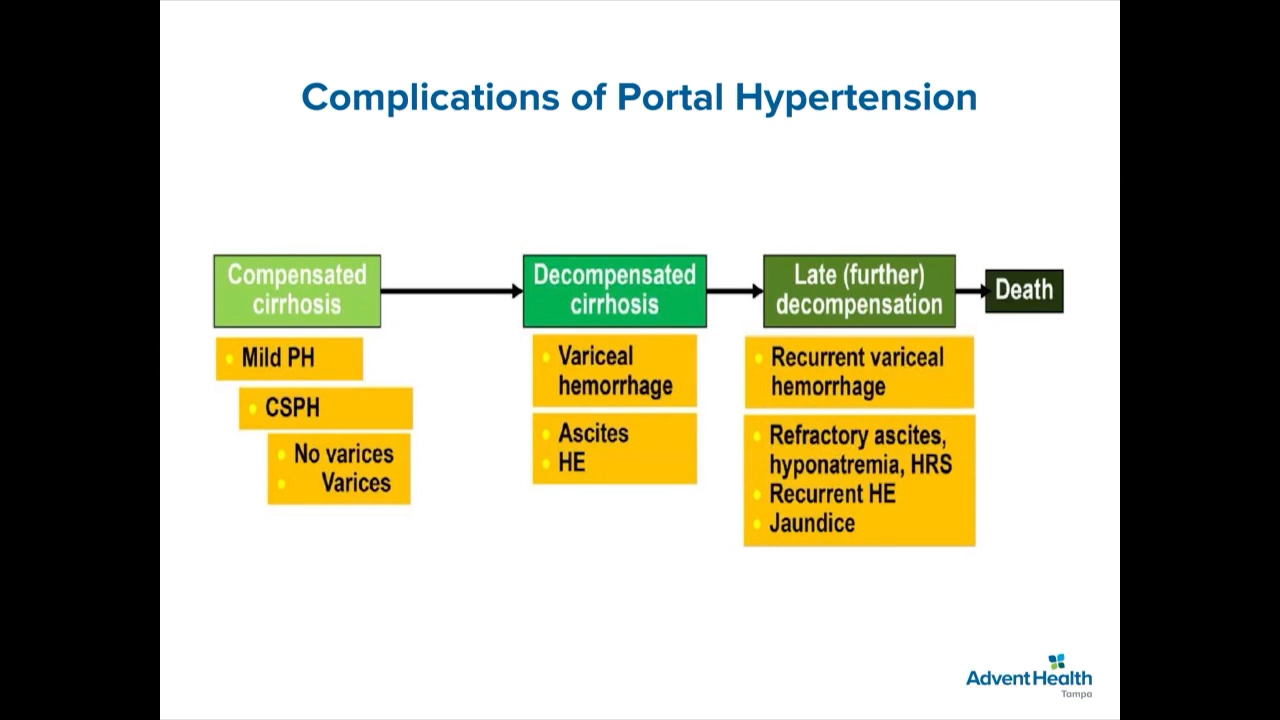 Complications of Portal Hypertension
Compensated
cirrhosis
• Mild PH
• CSPH
• No varices
• Varices
Decompensated
cirrhosis
• Variceal
hemorrhage
• Ascites
• HE
Late (further)
decompensation
• Recurrent variceal
hemorrhage
• Refractory ascites,
hyponatremia, HRS
• Recurrent HE
• Jaundice
Death
AdventHealth
Tampa